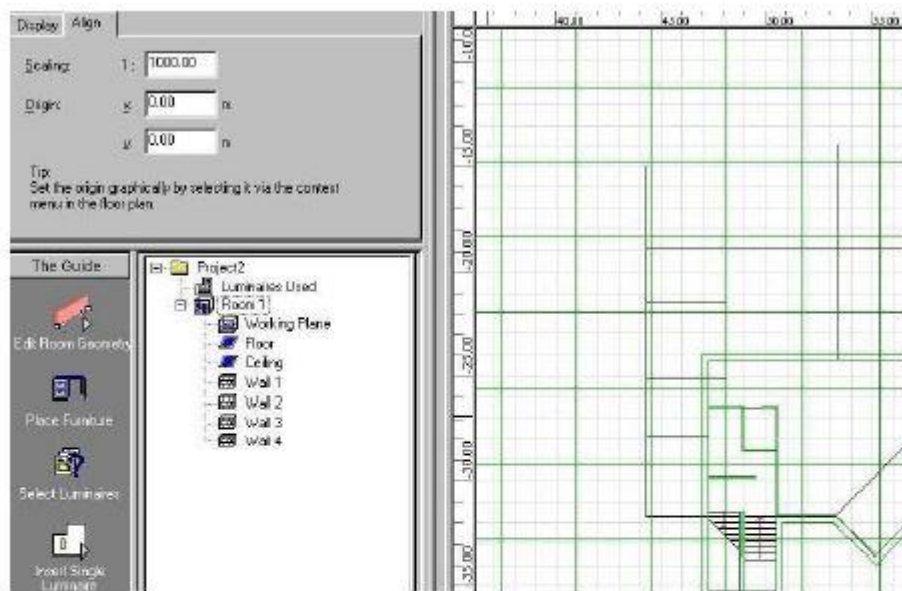 Display Align
Scaling: 1: 1000.00
Origin: x: 0.00 m
y: 0.00 m
Tip:
Set the origin graphically by selecting it via the context
menu in the floor plan.
The Guide
Edit Room Geometry
Place Furniture
Select Luminaires
Insert Single
Luminaire
Project2
Luminaires Used
Room 1
Working Plane
Floor
Ceiling
Wall 1
Wall 2
Wall 3
Wall 4
40.00 45.00 50.00 55.00
-10.00
-15.00
-20.00
-25.00
-30.00
-35.00